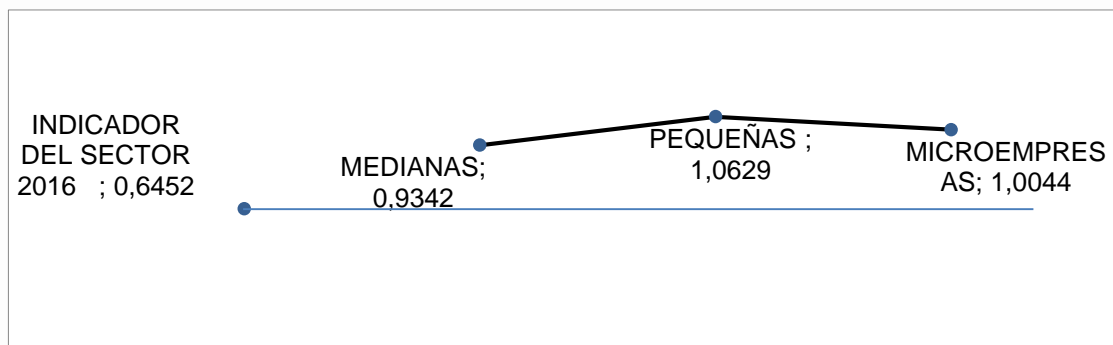 INDICADOR
DEL SECTOR
2016 ; 0,6452
MEDIANAS;
0,9342
PEQUEÑAS ;
1,0629
MICROEMPRES
AS; 1,0044